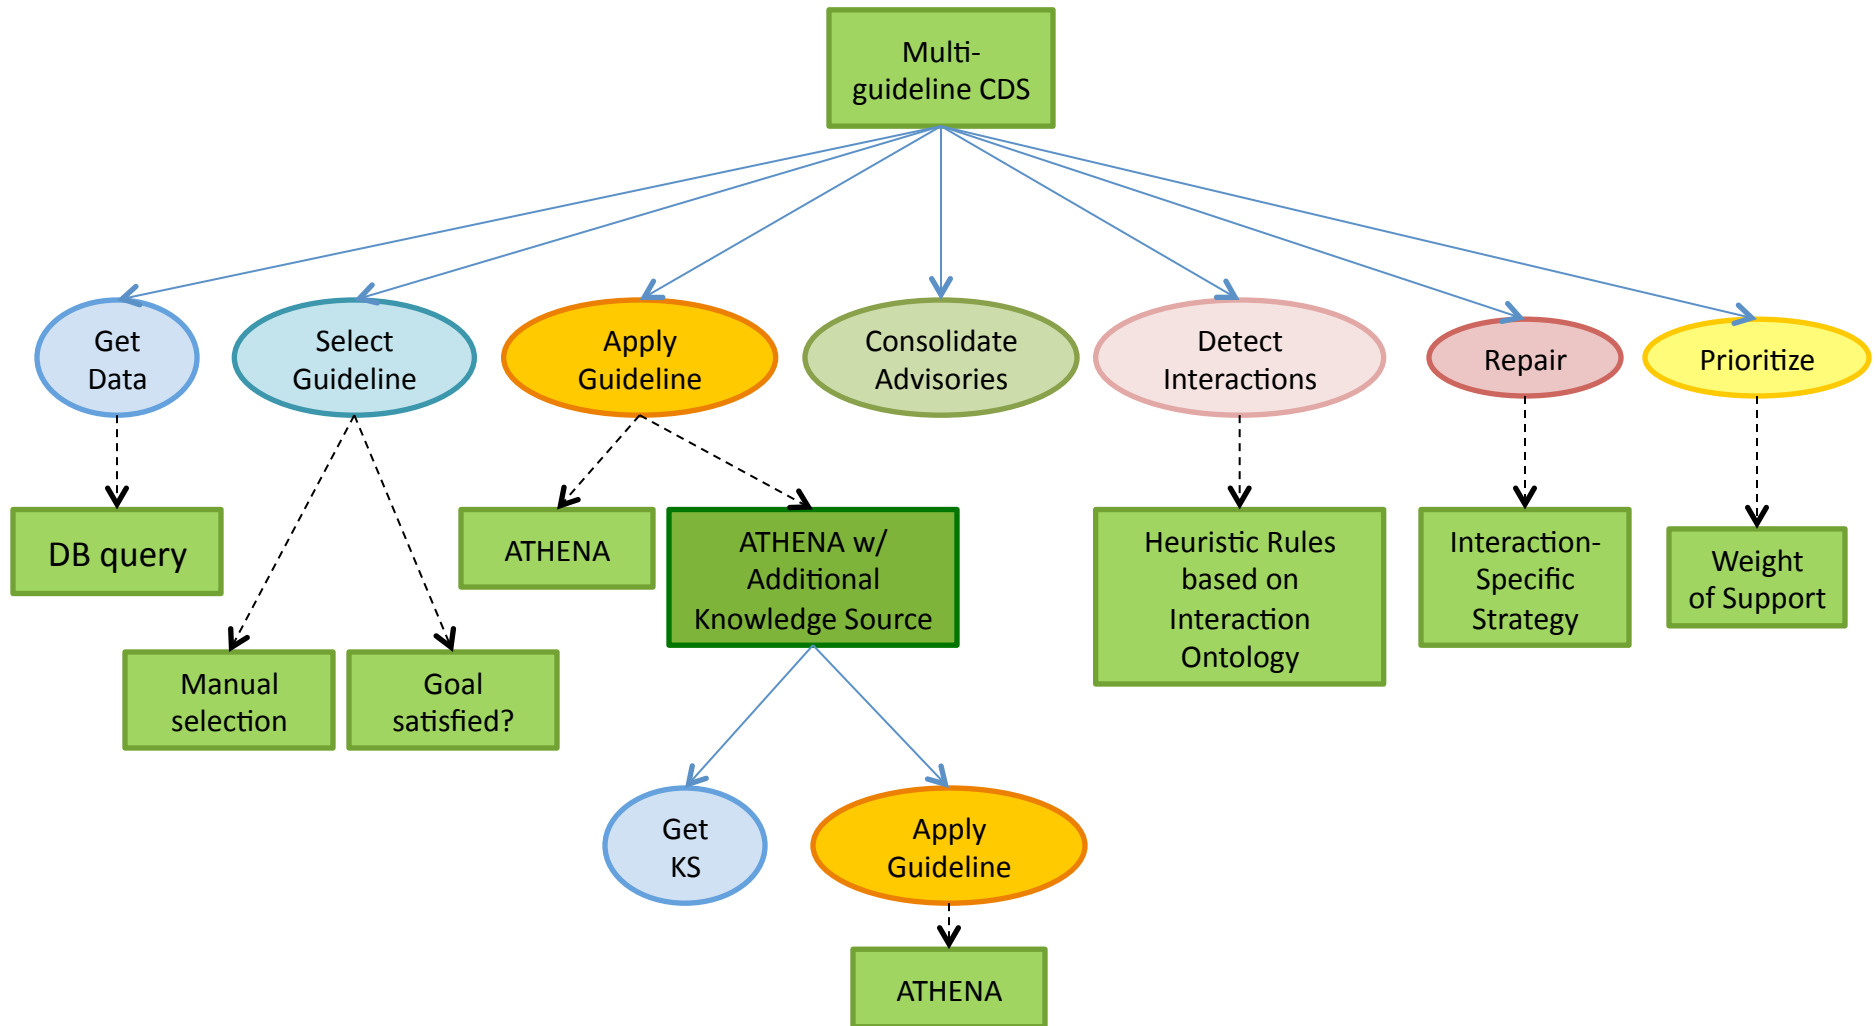 Multi-
guideline CDS
Get
Data
Select
Guideline
Apply
Guideline
Consolidate
Advisories
Detect
Interactions
Repair
Prioritize
DB query
ATHENA
ATHENA w/
Additional
Knowledge Source
Heuristic Rules
based on
Interaction
Ontology
Interaction-
Specific
Strategy
Weight
of Support
Manual
selection
Goal
satisfied?
Get
KS
Apply
Guideline
ATHENA